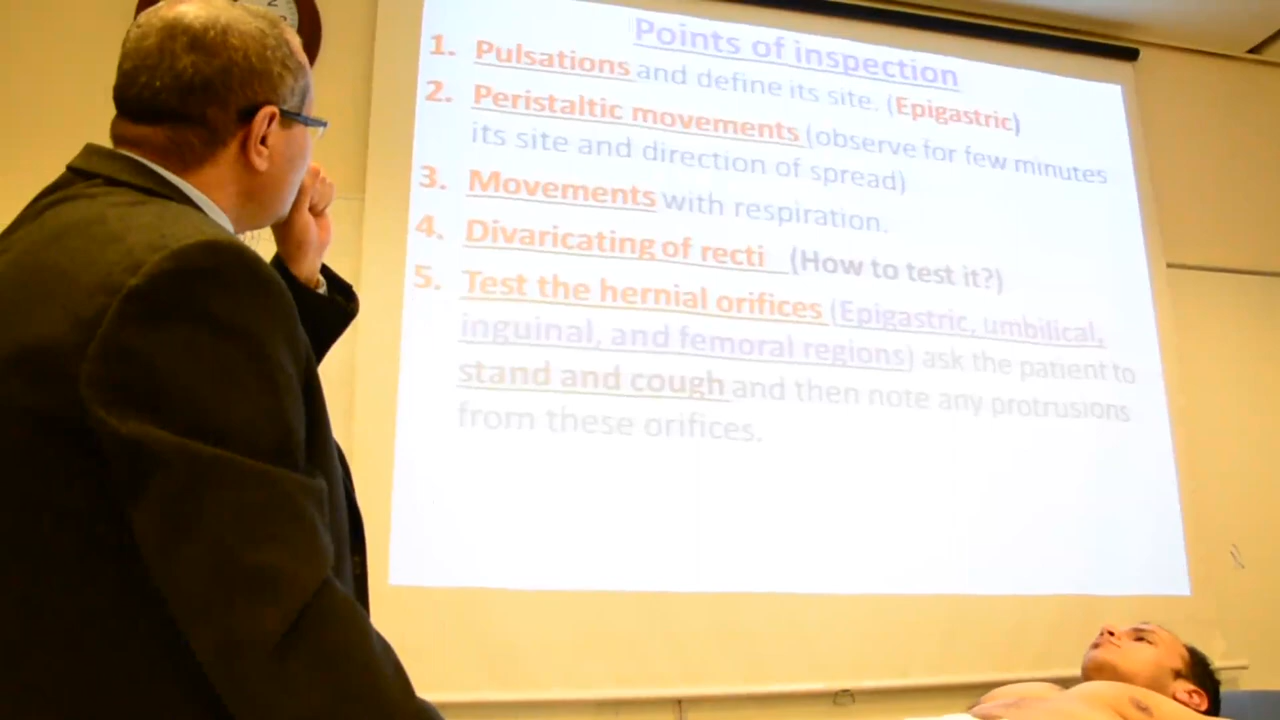 Points of inspection
1. Pulsations and define its site. (Epigastric)
2. Peristaltic movements (observe for few minutes
its site and direction of spread)
3. Movements with respiration.
4. Divaricating of recti (How to test it?)
5. Test the hernial orifices (Epigastric, umbilical,
inguinal, and femoral regions) ask the patient to
stand and cough and then note any protrusions
from these orifices.